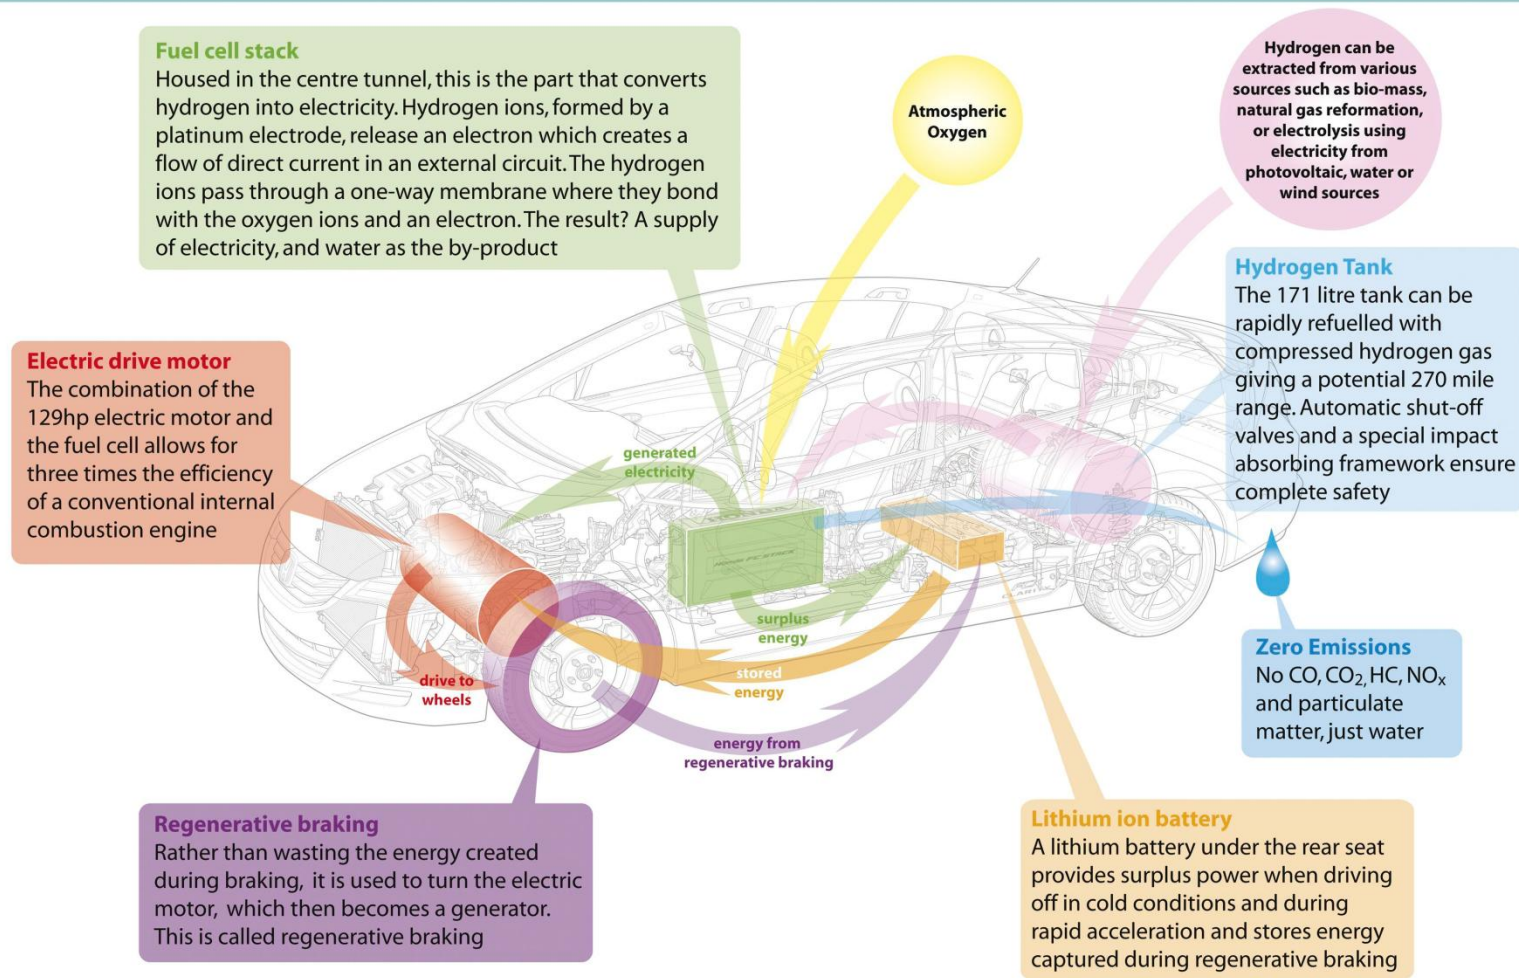 Fuel cell stack
Housed in the centre tunnel, this is the part that converts
hydrogen into electricity. Hydrogen ions, formed by a
platinum electrode, release an electron which creates a
flow of direct current in an external circuit. The hydrogen
ions pass through a one-way membrane where they bond
with the oxygen ions and an electron. The result? A supply
of electricity, and water as the by-product
Atmospheric
Oxygen
Hydrogen can be
extracted from various
sources such as bio-mass,
natural gas reformation,
or electrolysis using
electricity from
photovoltaic, water or
wind sources
Hydrogen Tank
The 171 litre tank can be
rapidly refuelled with
compressed hydrogen gas
giving a potential 270 mile
range. Automatic shut-off
valves and a special impact
absorbing framework ensure
complete safety
Electric drive motor
The combination of the
129hp electric motor and
the fuel cell allows for
three times the efficiency
of a conventional internal
combustion engine
generated
electricity
HONDA FC STACK
surplus
energy
CLARITY
stored
energy
drive to
wheels
energy from
regenerative braking
Zero Emissions
No CO, CO₂, HC, NOₓ
and particulate
matter, just water
Regenerative braking
Rather than wasting the energy created
during braking, it is used to turn the electric
motor, which then becomes a generator.
This is called regenerative braking
Lithium ion battery
A lithium battery under the rear seat
provides surplus power when driving
off in cold conditions and during
rapid acceleration and stores energy
captured during regenerative braking